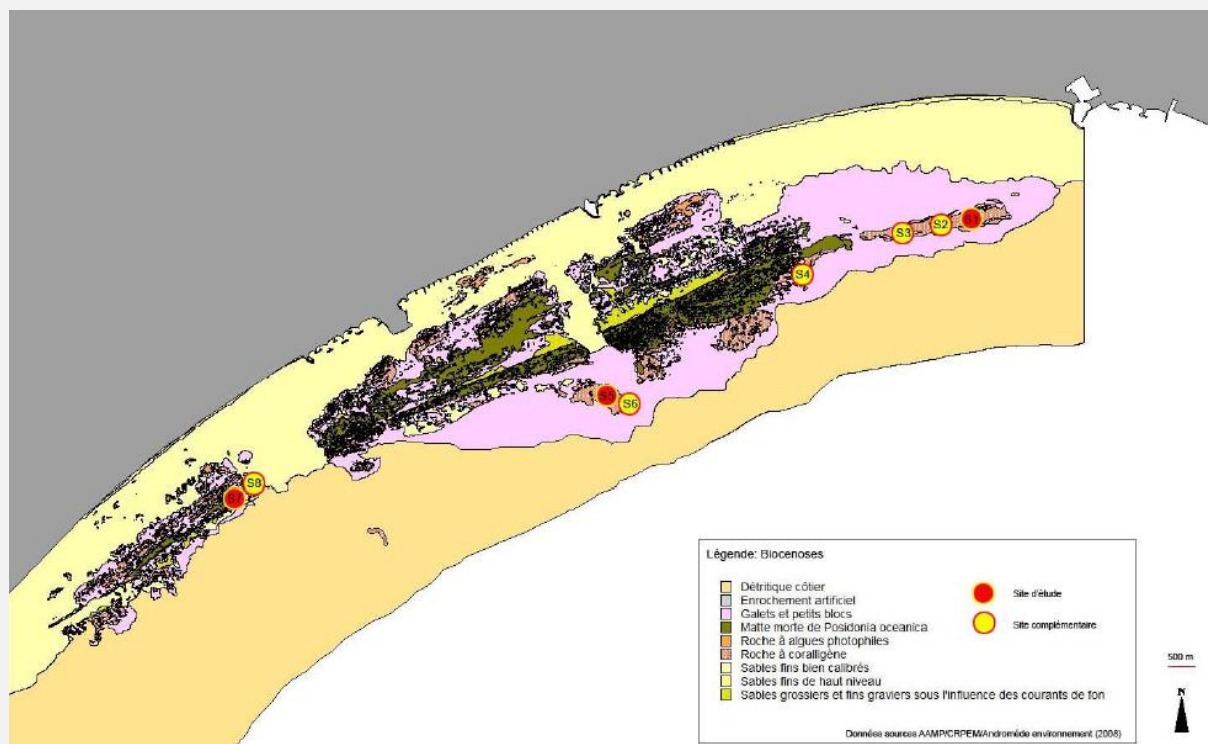 S1
S2
S3
S4
S5
S6
S8
S7
Légende: Biocenoses
Détritique côtier
Enrochement artificiel
Galets et petits blocs
Matte morte de Posidonia oceanica
Roche à algues photophiles
Roche à coralligène
Sables fins bien calibrés
Sables fins de haut niveau
Sables grossiers et fins graviers sous l'influence des courants de fon
Site d'étude
Site complémentaire
Données sources AAMP/CRPEM/Andromède environnement (2008)
500 m
N